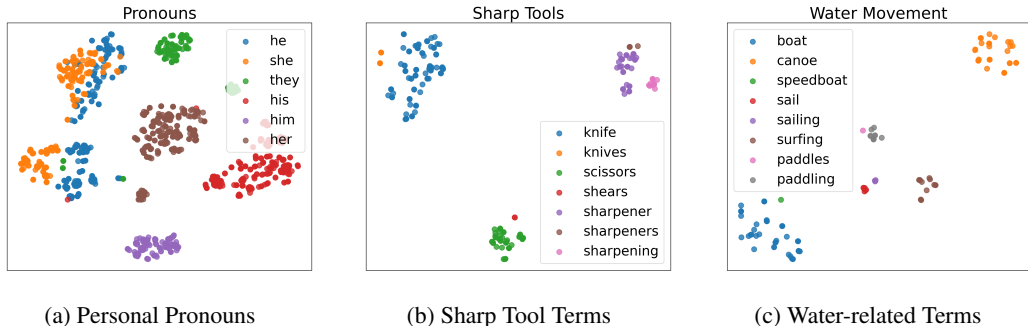 Pronouns
he
she
they
his
him
her
(a) Personal Pronouns
Sharp Tools
knife
knives
scissors
shears
sharpener
sharpeners
sharpening
(b) Sharp Tool Terms
Water Movement
boat
canoe
speedboat
sail
sailing
surfing
paddles
paddling
(c) Water-related Terms